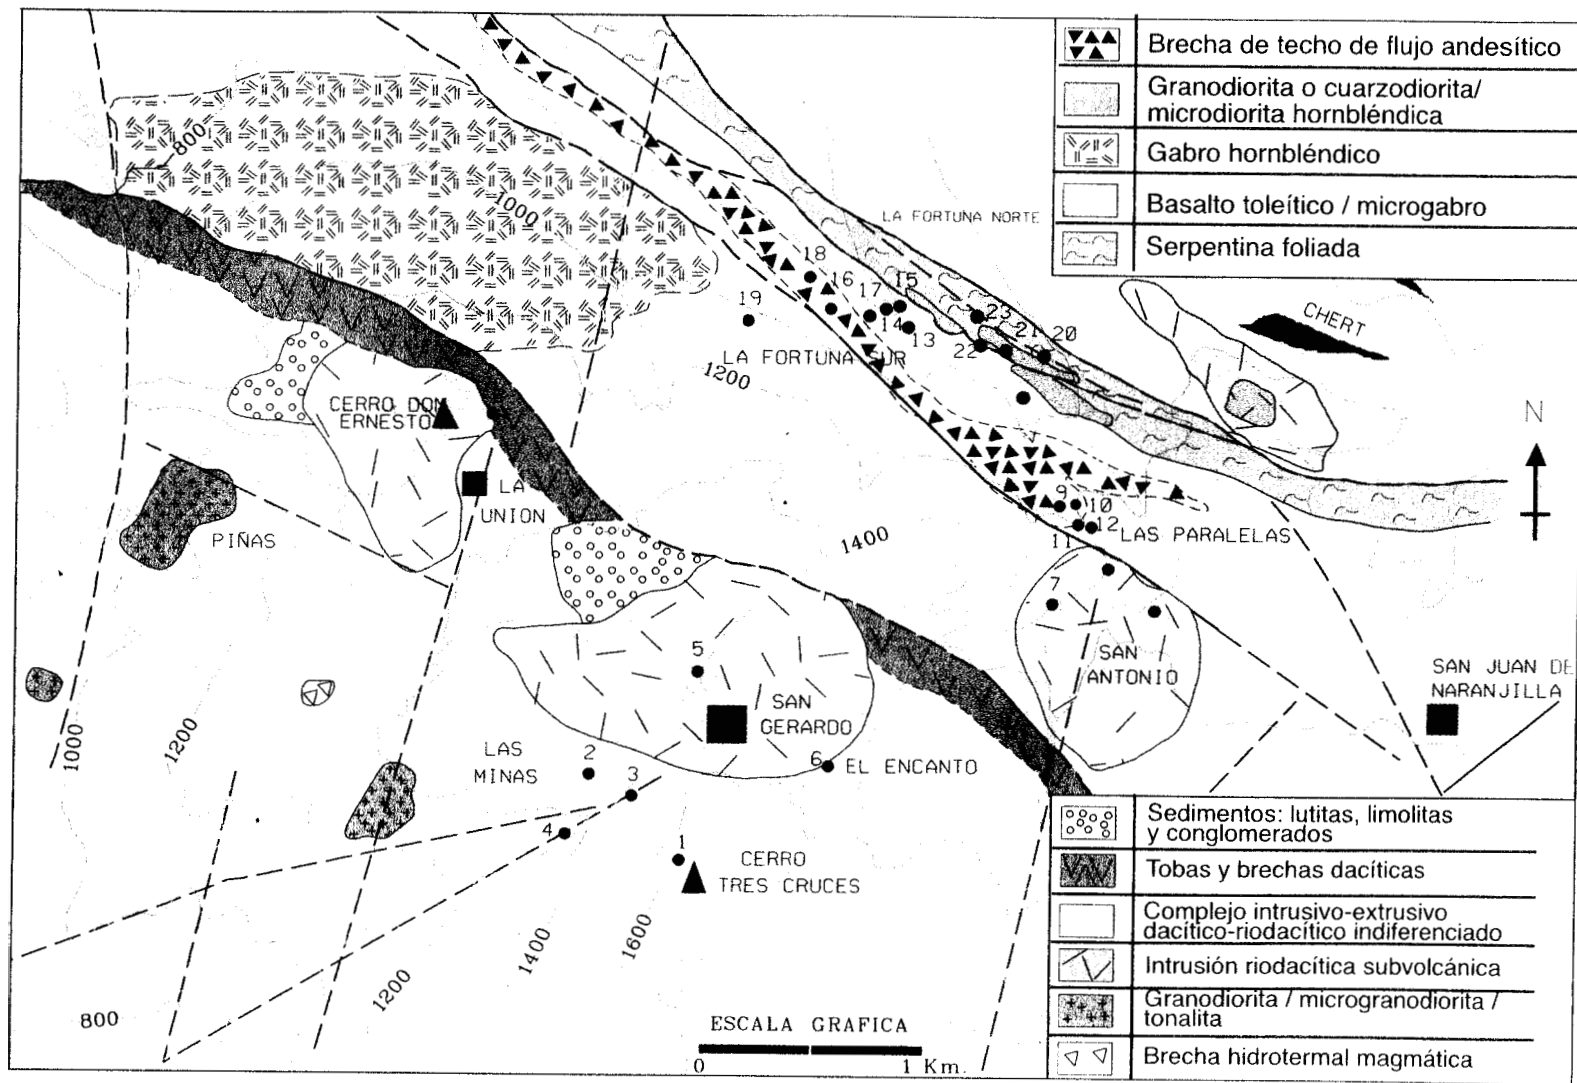 Brecha de techo de flujo andesítico
Granodiorita o cuarzodiorita/
microdiorita hornbléndica
Gabro hornbléndico
Basalto toleítico / microgabro
Serpentina foliada
800
1000
LA FORTUNA NORTE
CHERT
18
16
15
17
19
14
13
23
21
20
22
LA FORTUNA SUR
1200
N
CERRO DON
ERNESTO
LA
UNION
PIÑAS
9
10
12
11
LAS PARALELAS
1400
7
SAN
ANTONIO
SAN JUAN DE
NARANJILLA
5
SAN
GERARDO
1000
1200
LAS
MINAS
2
3
6
EL ENCANTO
4
1
CERRO
TRES CRUCES
1600
1400
1200
800
ESCALA GRAFICA
0
1 Km.
Sedimentos: lutitas, limolitas
y conglomerados
Tobas y brechas dacíticas
Complejo intrusivo-extrusivo
dacítico-riodacítico indiferenciado
Intrusión riodacítica subvolcánica
Granodiorita / microgranodiorita /
tonalita
Brecha hidrotermal magmática